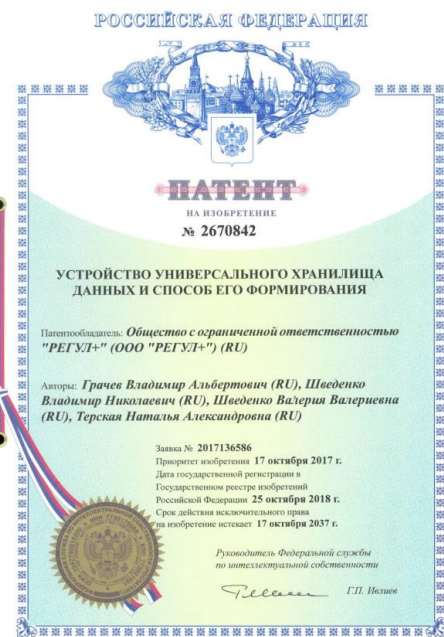 РОССИЙСКАЯ ФЕДЕРАЦИЯ
ПАТЕНТ
НА ИЗОБРЕТЕНИЕ
№ 2670842
УСТРОЙСТВО УНИВЕРСАЛЬНОГО ХРАНИЛИЩА
ДАННЫХ И СПОСОБ ЕГО ФОРМИРОВАНИЯ
Патентообладатель: Общество с ограниченной ответственностью
"РЕГУЛ+" (ООО "РЕГУЛ+") (RU)
Авторы: Грачев Владимир Альбертович (RU), Шведенко
Владимир Николаевич (RU), Шведенко Валерия Валериевна
(RU), Терская Наталья Александровна (RU)
Заявка № 2017136586
Приоритет изобретения 17 октября 2017 г.
Дата государственной регистрации в
Государственном реестре изобретений
Российской Федерации 25 октября 2018 г.
Срок действия исключительного права
на изобретение истекает 17 октября 2037 г.
Руководитель Федеральной службы
по интеллектуальной собственности
Г.П. Ивлиев